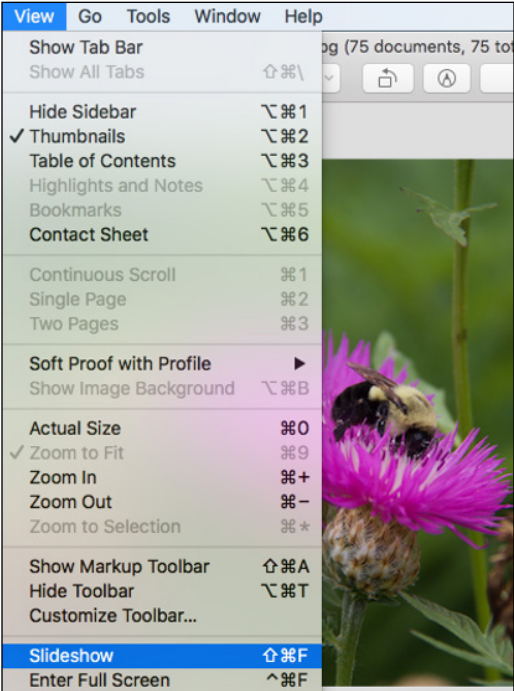 View Go Tools Window Help
pg (75 documents, 75 tot
Show Tab Bar
Show All Tabs ⇧⌘\
Hide Sidebar ⌥⌘1
✓ Thumbnails ⌥⌘2
Table of Contents ⌥⌘3
Highlights and Notes ⌥⌘4
Bookmarks ⌥⌘5
Contact Sheet ⌥⌘6
Continuous Scroll ⌘1
Single Page ⌘2
Two Pages ⌘3
Soft Proof with Profile ▶
Show Image Background ⌥⌘B
Actual Size ⌘0
✓ Zoom to Fit ⌘9
Zoom In ⌘+
Zoom Out ⌘−
Zoom to Selection ⌘*
Show Markup Toolbar ⇧⌘A
Hide Toolbar ⌥⌘T
Customize Toolbar...
Slideshow ⇧⌘F
Enter Full Screen ^⌘F